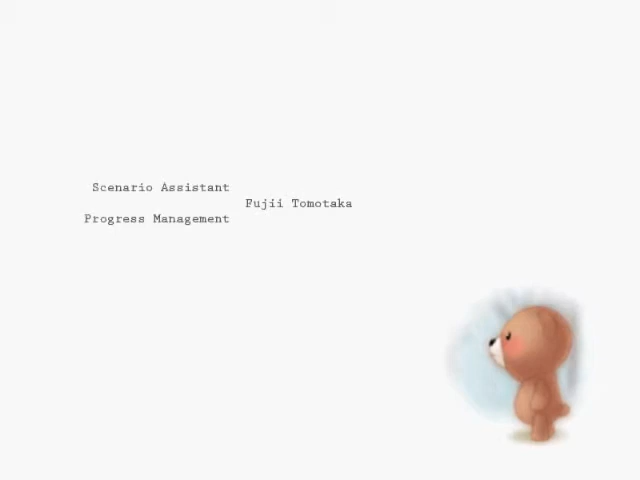 Scenario Assistant
Fujii Tomotaka
Progress Management